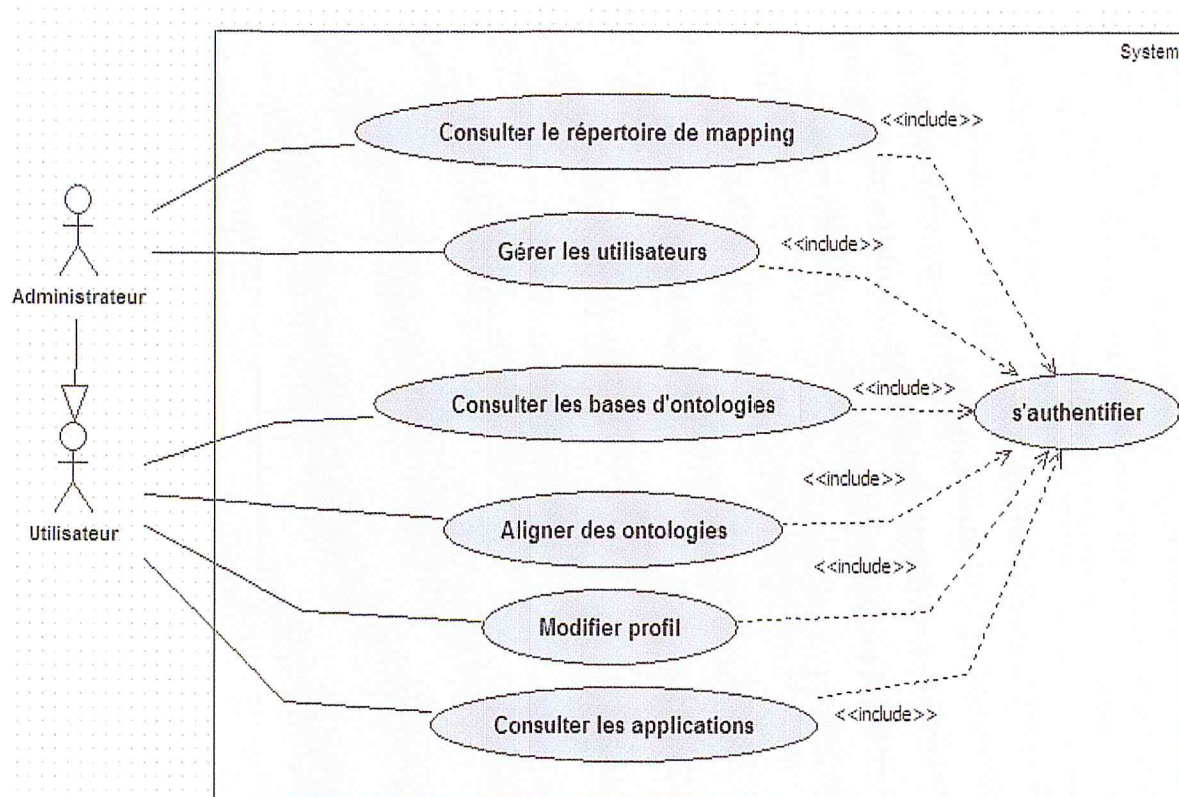 System
Consulter le répertoire de mapping
<<include>>
Gérer les utilisateurs
<<include>>
Administrateur
Consulter les bases d'ontologies
<<include>>
s'authentifier
Utilisateur
Aligner des ontologies
<<include>>
Modifier profil
<<include>>
Consulter les applications
<<include>>